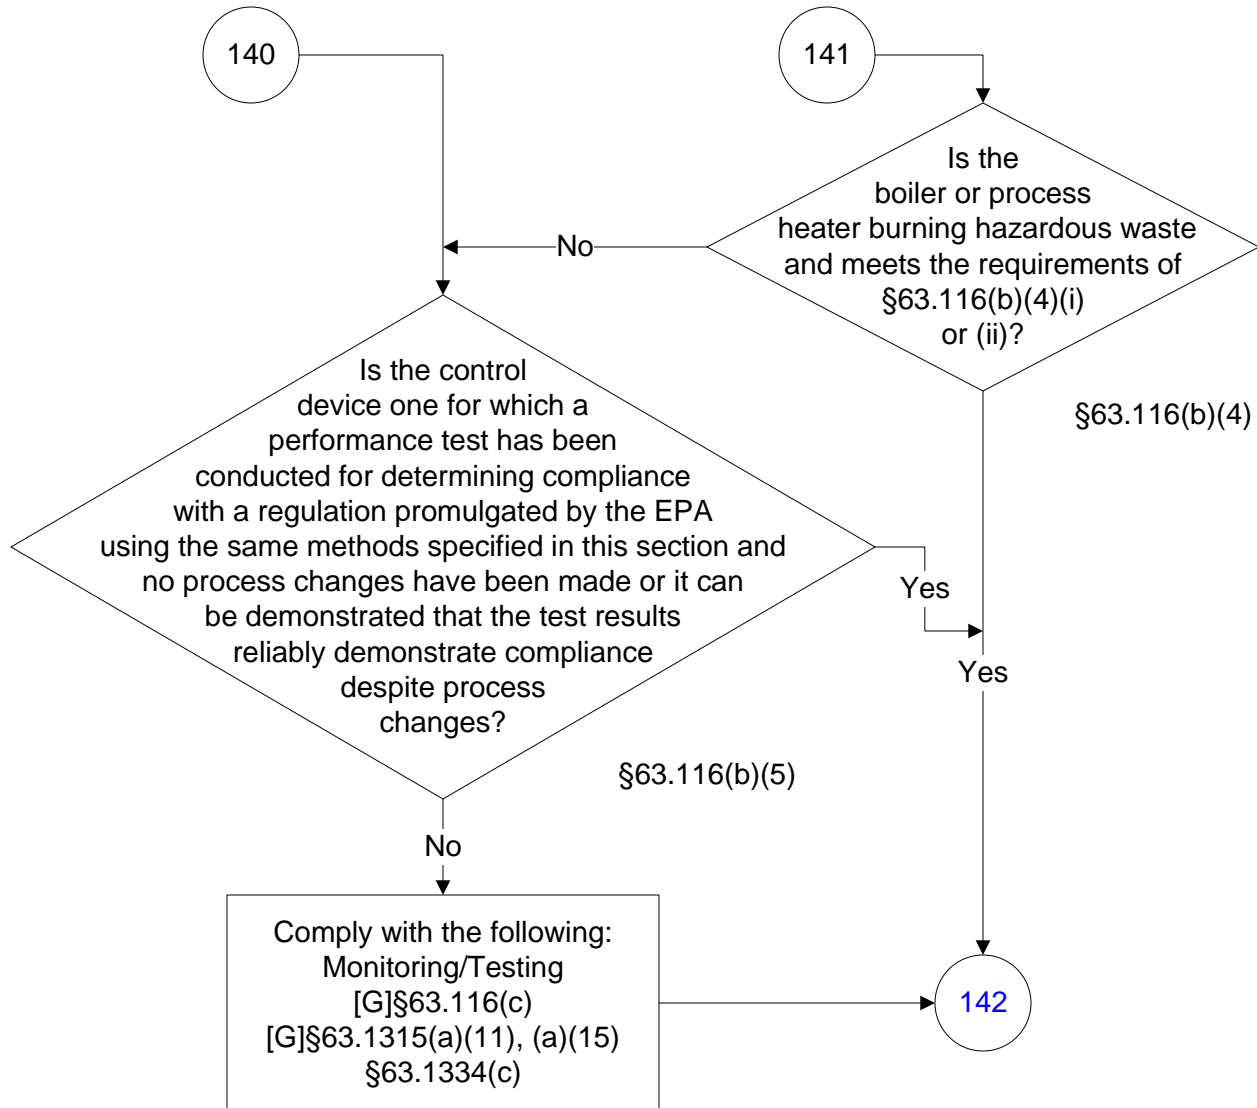 140
141
Is the
boiler or process
heater burning hazardous waste
and meets the requirements of
§63.116(b)(4)(i)
or (ii)?
No
§63.116(b)(4)
Is the control
device one for which a
performance test has been
conducted for determining compliance
with a regulation promulgated by the EPA
using the same methods specified in this section and
no process changes have been made or it can
be demonstrated that the test results
reliably demonstrate compliance
despite process
changes?
Yes
Yes
§63.116(b)(5)
No
Comply with the following:
Monitoring/Testing
[G]§63.116(c)
[G]§63.1315(a)(11), (a)(15)
§63.1334(c)
142